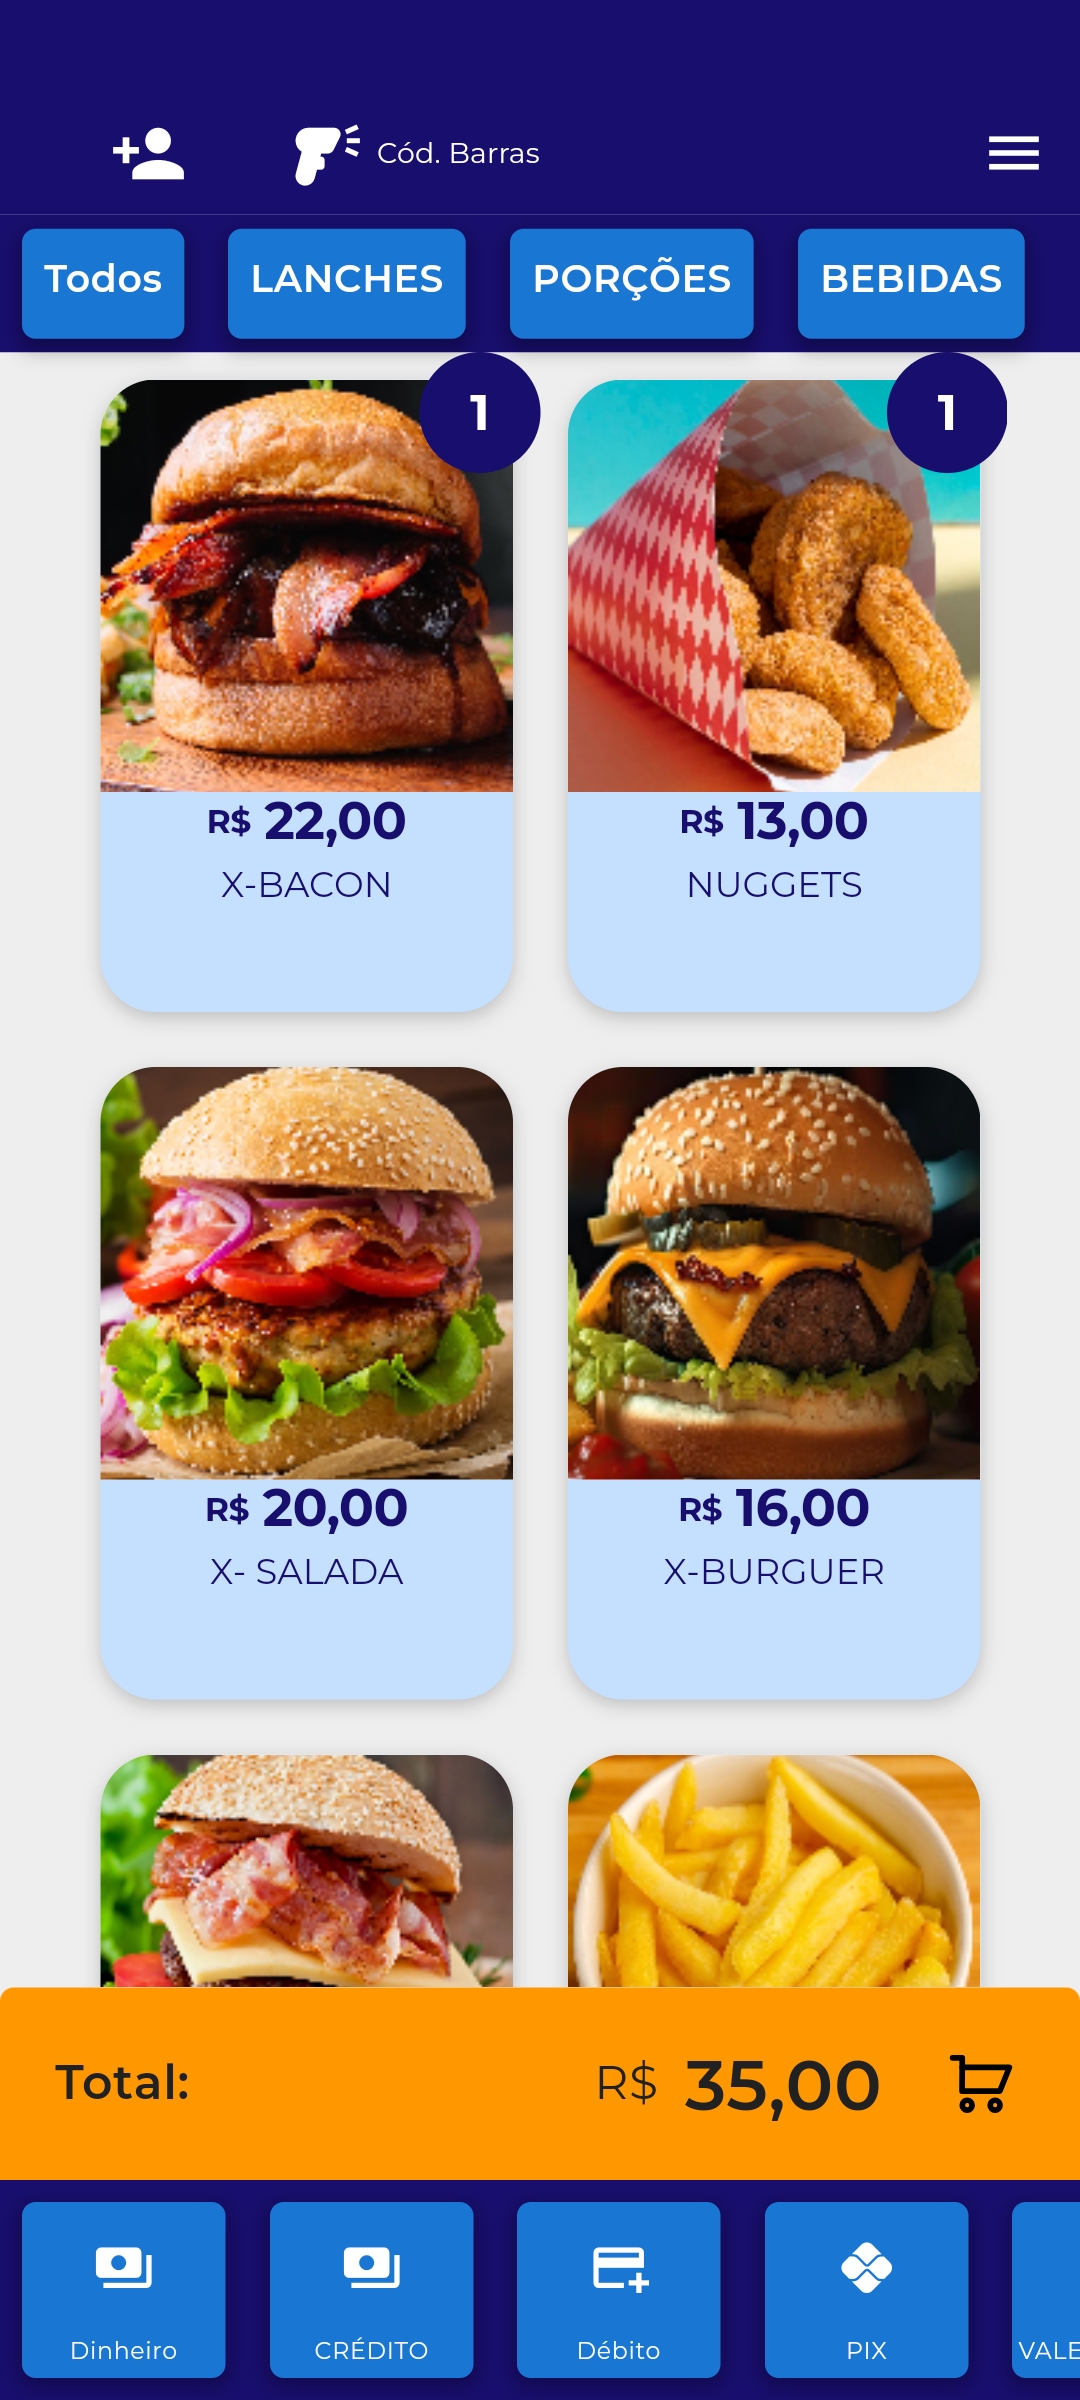 Cód. Barras
Todos LANCHES PORÇÕES BEBIDAS
1 1
R$ 22,00 R$ 13,00
X-BACON NUGGETS
R$ 20,00 R$ 16,00
X- SALADA X-BURGUER
Total: R$ 35,00
Dinheiro CRÉDITO Débito PIX VALE